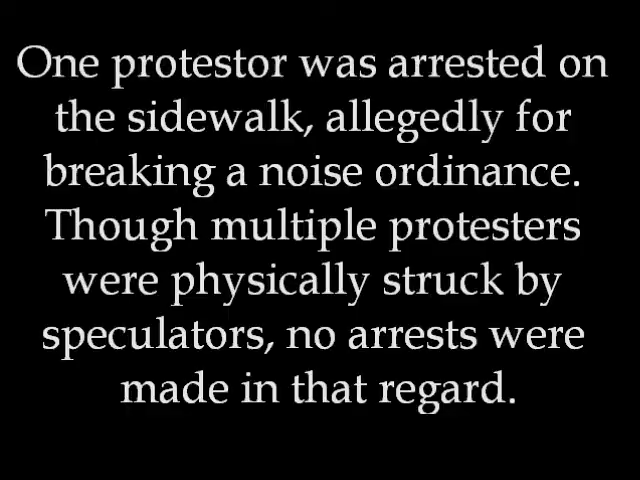 One protestor was arrested on
the sidewalk, allegedly for
breaking a noise ordinance.
Though multiple protesters
were physically struck by
speculators, no arrests were
made in that regard.